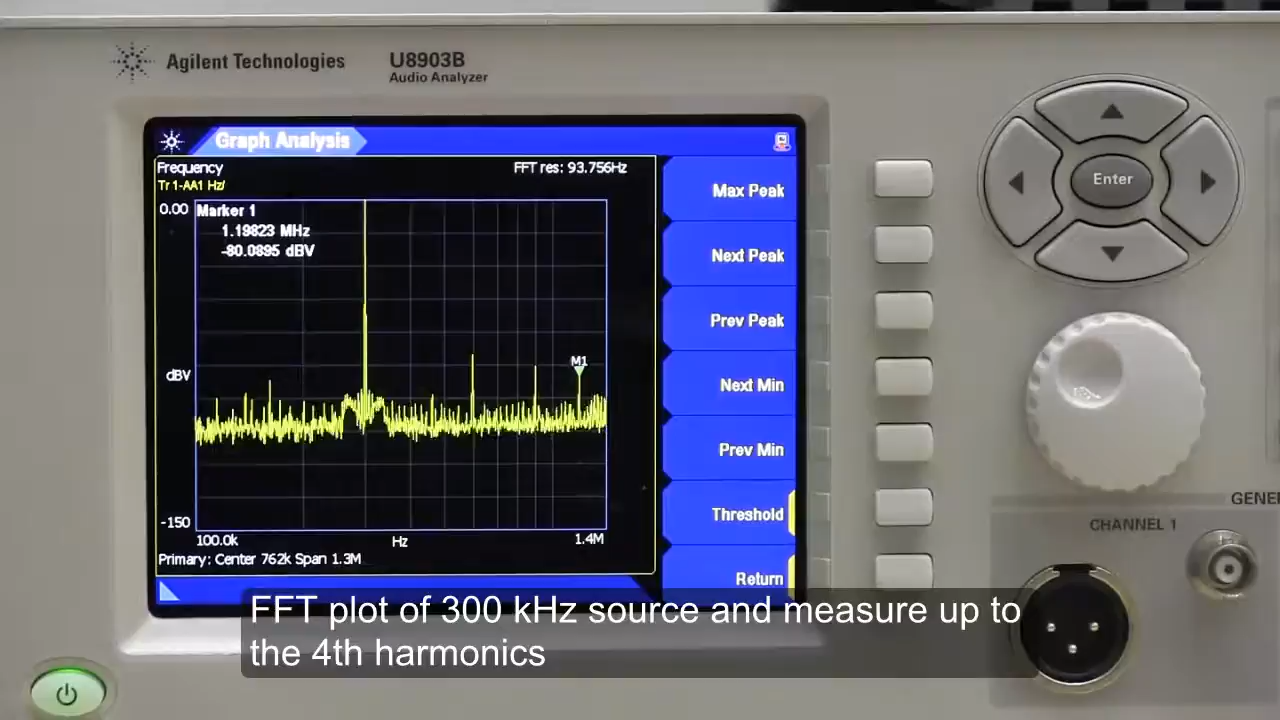 Agilent Technologies
U8903B
Audio Analyzer
Graph Analysis
Frequency
FFT res: 93.756Hz
Tr 1-AA1 Hz/
0.00
Marker 1
1.19823 MHz
-80.0895 dBV
M1
dBV
-150
100.0k
Hz
1.4M
Primary: Center 762k Span 1.3M
Max Peak
Next Peak
Prev Peak
Next Min
Prev Min
Threshold
Return
Enter
CHANNEL 1
FFT plot of 300 kHz source and measure up to
the 4th harmonics